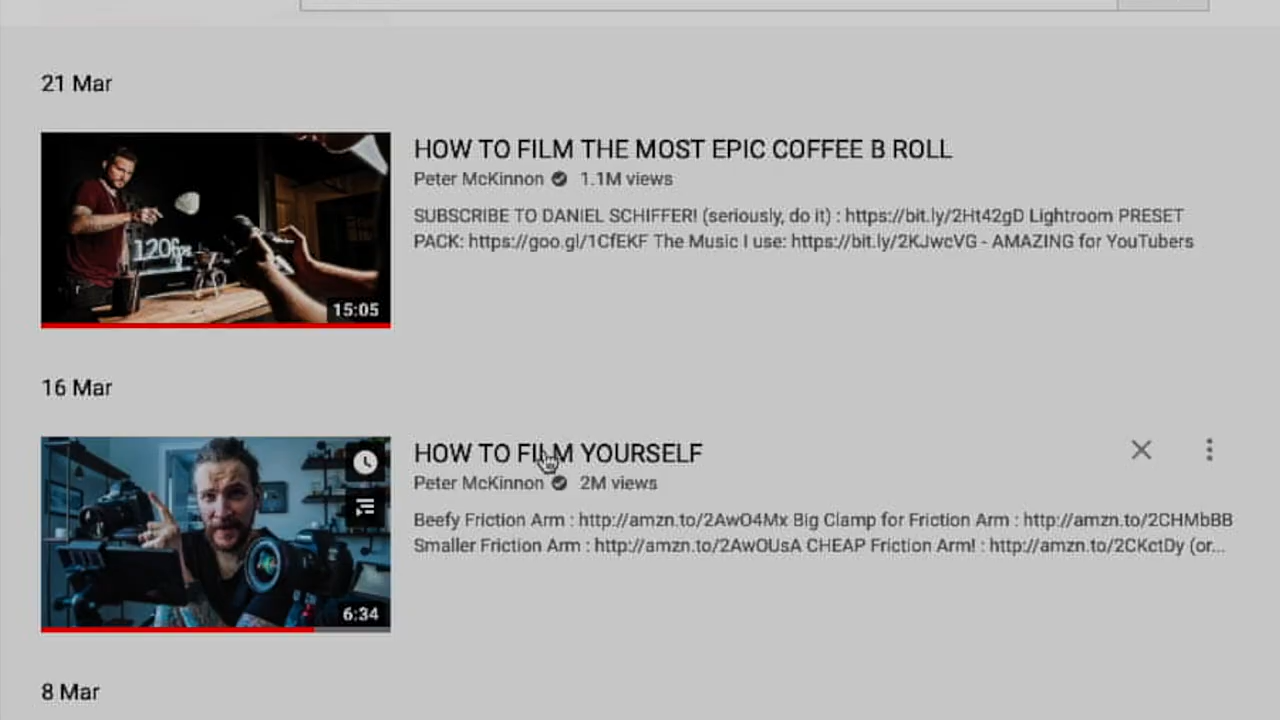 21 Mar
120fps
15:05
HOW TO FILM THE MOST EPIC COFFEE B ROLL
Peter McKinnon 1.1M views
SUBSCRIBE TO DANIEL SCHIFFER! (seriously, do it) : https://bit.ly/2Ht42gD Lightroom PRESET
PACK: https://goo.gl/1CfEKF The Music I use: https://bit.ly/2KJwcVG - AMAZING for YouTubers
16 Mar
6:34
HOW TO FILM YOURSELF
Peter McKinnon 2M views
Beefy Friction Arm : http://amzn.to/2AwO4Mx Big Clamp for Friction Arm : http://amzn.to/2CHMbBB
Smaller Friction Arm : http://amzn.to/2AwOUsA CHEAP Friction Arm! : http://amzn.to/2CKctDy (or...
8 Mar